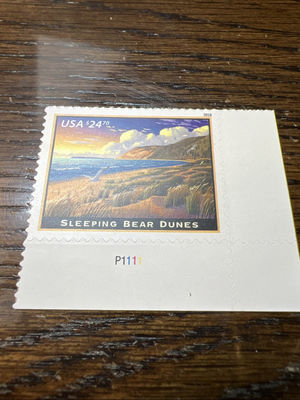 USA $24.70
SLEEPING BEAR DUNES
P1111